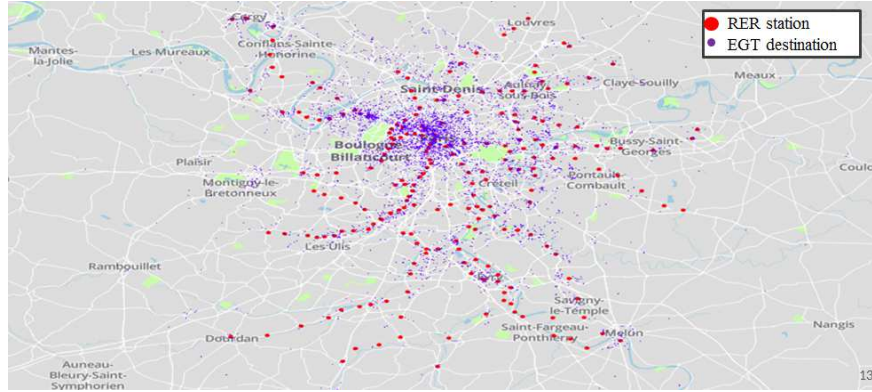 Cergy
Louvres
RER station
EGT destination
Mantes-
la-Jolie
Les Mureaux
Conflans-Sainte-
Honorine
Saint-Denis
Aulnay-
sous-Bois
Claye-Souilly
Meaux
Plaisir
Boulogne-
Billancourt
Bussy-Saint-
Georges
Coulo
Montigny-le-
Bretonneux
Créteil
Pontault-
Combault
Les Ulis
Rambouillet
Evry
Savigny-
le-Temple
Dourdan
Saint-Fargeau-
Ponthierry
Melun
Nangis
Auneau-
Bleury-Saint-
Symphorien
13